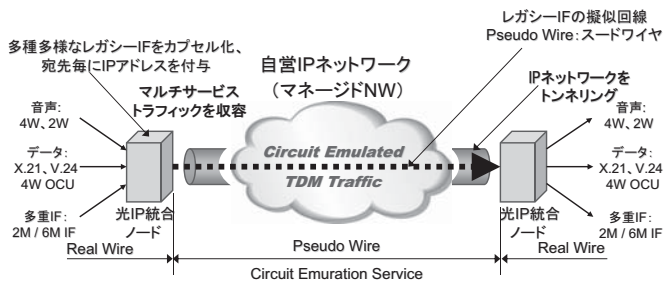 多種多様なレガシーIFをカプセル化、
宛先毎にIPアドレスを付与
マルチサービス
トラフィックを収容
自営IPネットワーク
(マネージドNW)
レガシーIFの擬似回線
Pseudo Wire:スードワイヤ
IPネットワークを
トンネリング
音声:
4W、2W
データ:
X.21、V.24
4W OCU
多重IF:
2M / 6M IF
光IP統合
ノード
Circuit Emulated
TDM Traffic
光IP統合
ノード
音声:
4W、2W
データ:
X.21、V.24
4W OCU
多重IF:
2M / 6M IF
Real Wire
Pseudo Wire
Real Wire
Circuit Emuration Service